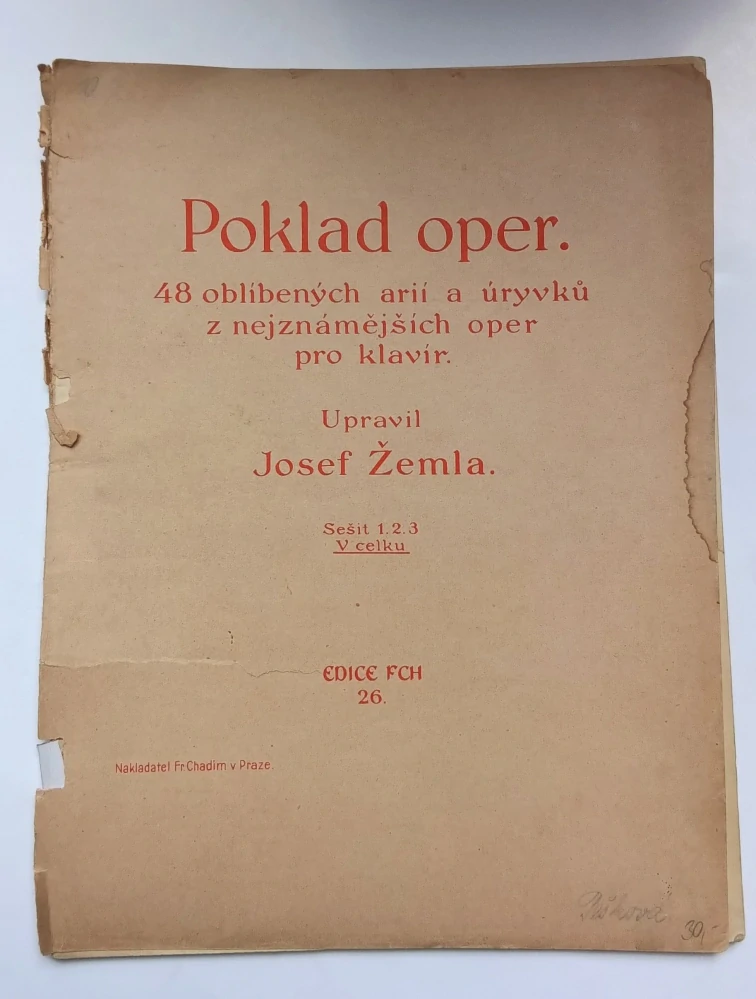 Poklad oper.
48 oblíbených arií a úryvků
z nejznámějších oper
pro klavír.
Upravil
Josef Žemla.
Sešit 1.2.3
V celku
EDICE FCH
26.
Nakladatel Fr. Chadim v Praze.
30,-